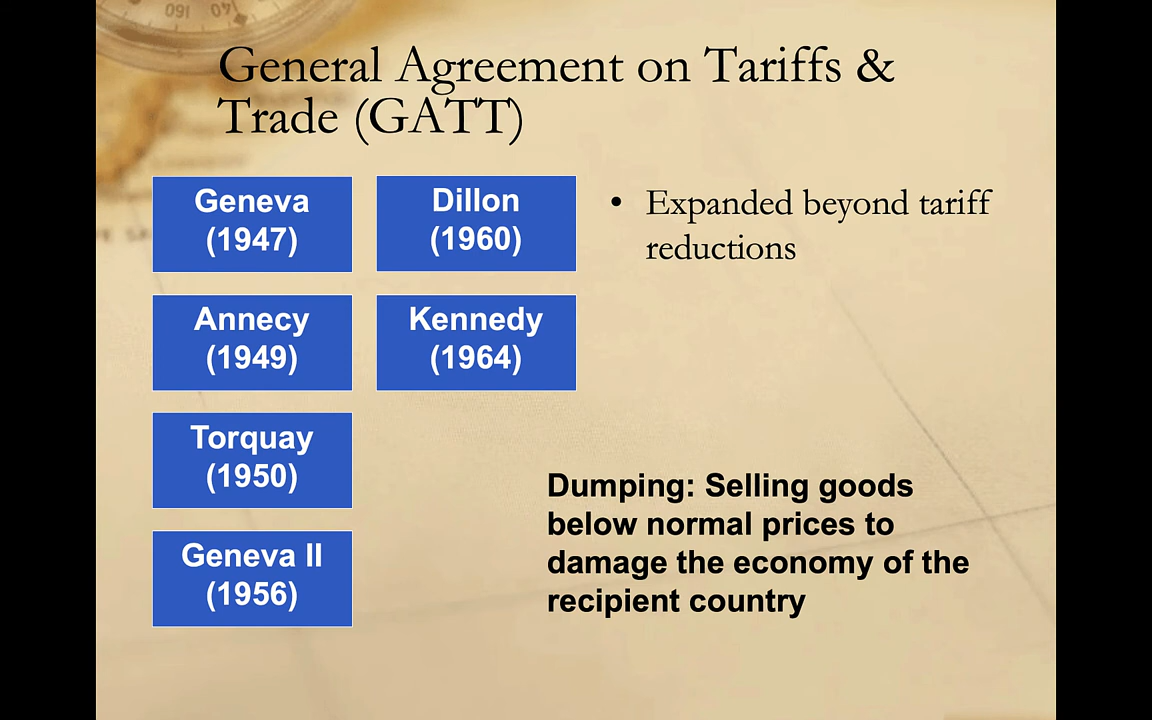 General Agreement on Tariffs &
Trade (GATT)
Geneva
(1947)
Dillon
(1960)
Annecy
(1949)
Kennedy
(1964)
Torquay
(1950)
Geneva II
(1956)
• Expanded beyond tariff
reductions
Dumping: Selling goods
below normal prices to
damage the economy of the
recipient country